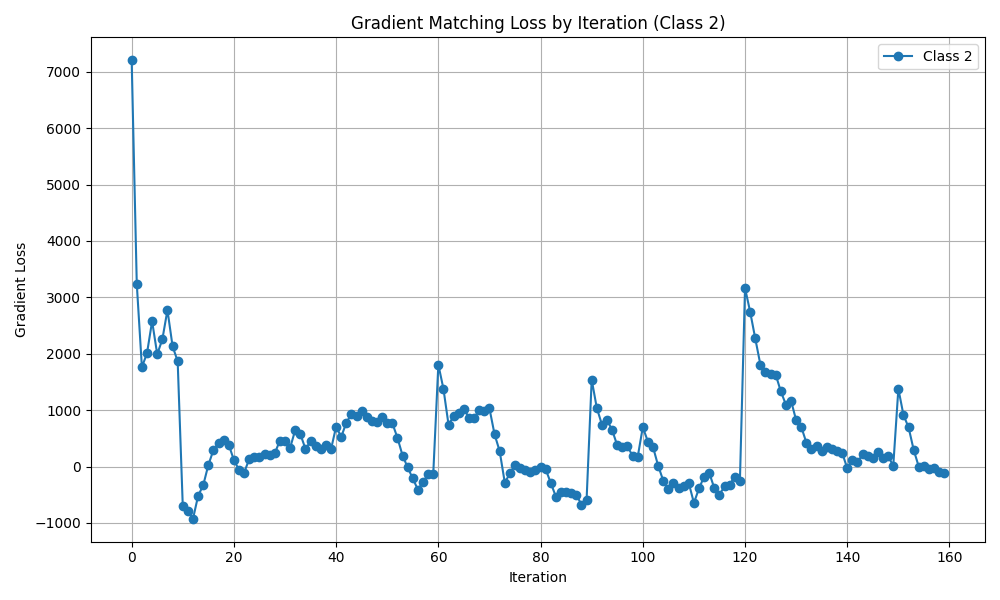 Gradient Matching Loss by Iteration (Class 2)
Class 2
Gradient Loss
7000
6000
5000
4000
3000
2000
1000
0
−1000
0 20 40 60 80 100 120 140 160
Iteration